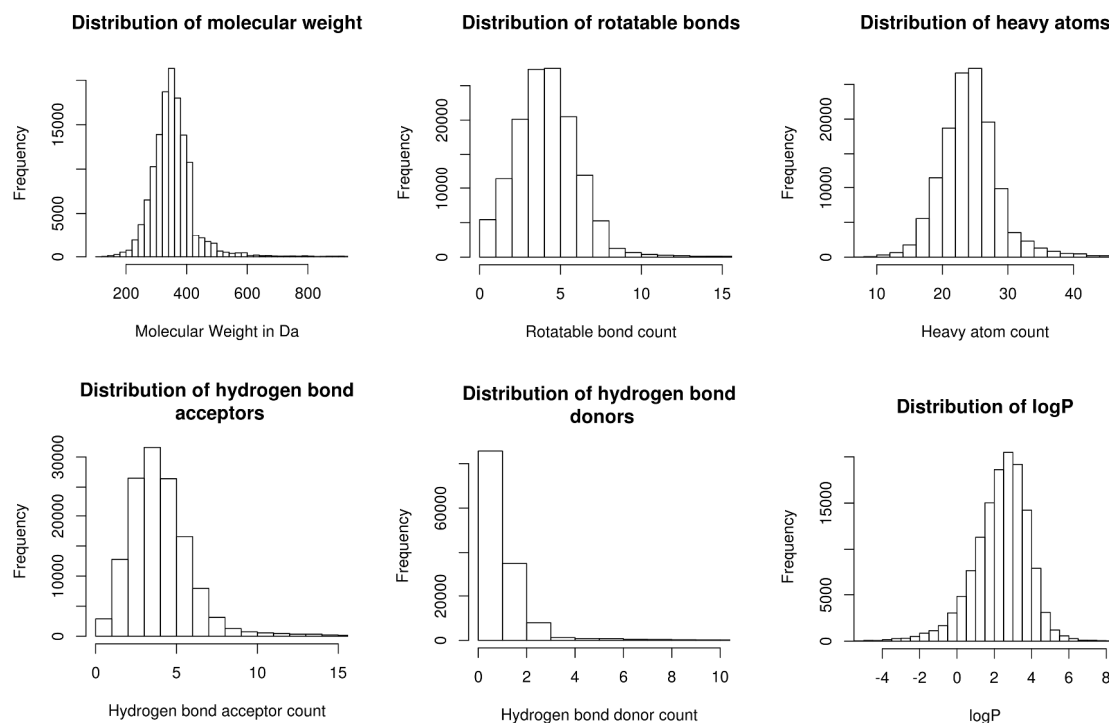 Distribution of molecular weight
Frequency
0
5000
15000
200 400 600 800
Molecular Weight in Da
Distribution of rotatable bonds
Frequency
0
10000
20000
0 5 10 15
Rotatable bond count
Distribution of heavy atoms
Frequency
0
10000
20000
10 20 30 40
Heavy atom count
Distribution of hydrogen bond
acceptors
Frequency
0
10000
20000
30000
0 5 10 15
Hydrogen bond acceptor count
Distribution of hydrogen bond
donors
Frequency
0
20000
60000
0 2 4 6 8 10
Hydrogen bond donor count
Distribution of logP
Frequency
0
5000
15000
-4 -2 0 2 4 6 8
logP